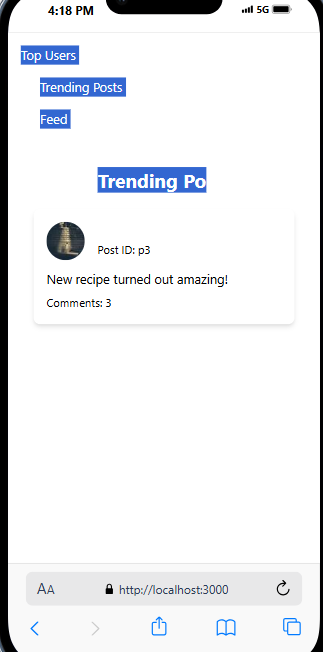 4:18 PM
5G
Top Users
Trending Posts
Feed
Trending Po
Post ID: p3
New recipe turned out amazing!
Comments: 3
AA
http://localhost:3000